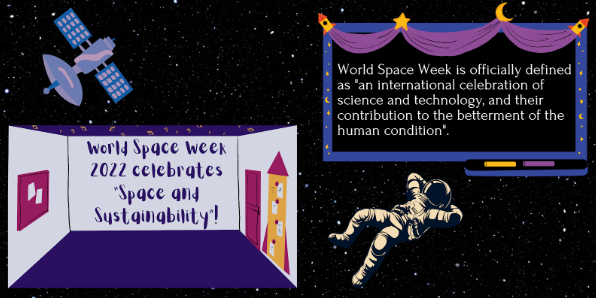 World Space Week
2022 celebrates
"Space and
Sustainability"!
World Space Week is officially defined
as "an international celebration of
science and technology, and their
contribution to the betterment of the
human condition".